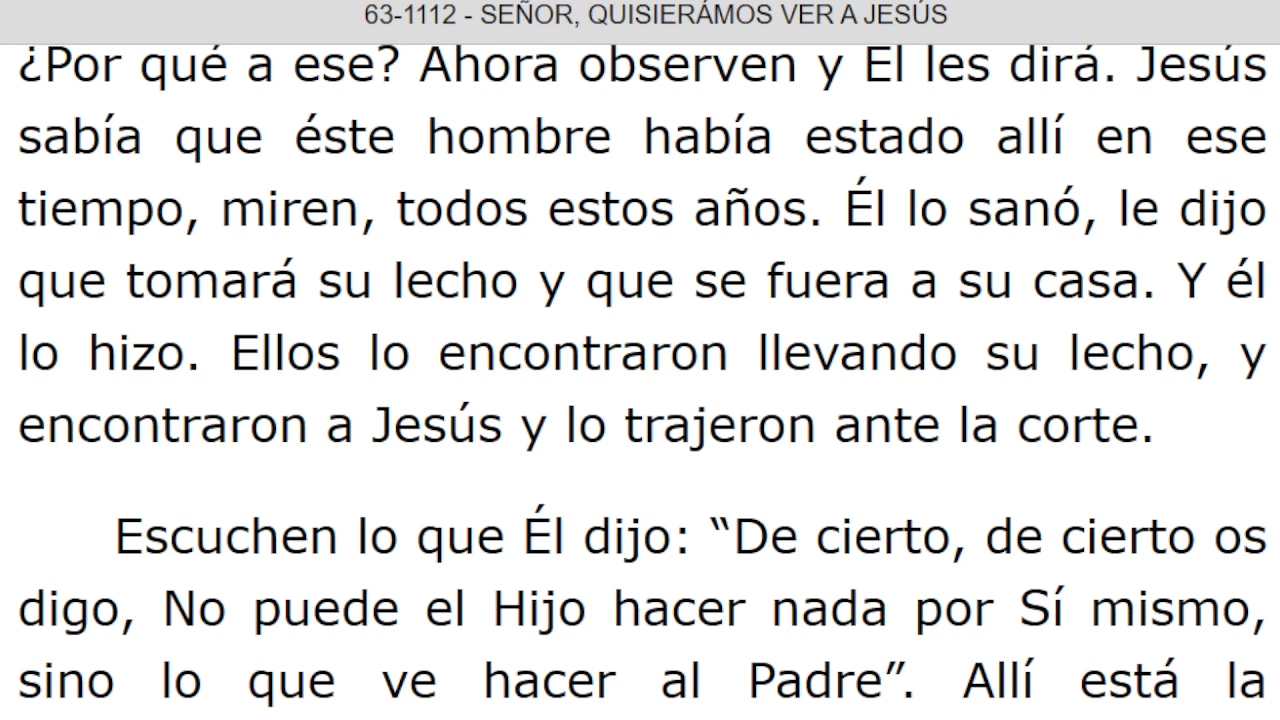 63-1112 - SEÑOR, QUISIERÁMOS VER A JESÚS
¿Por qué a ese? Ahora observen y Él les dirá. Jesús
sabía que éste hombre había estado allí en ese
tiempo, miren, todos estos años. Él lo sanó, le dijo
que tomará su lecho y que se fuera a su casa. Y él
lo hizo. Ellos lo encontraron llevando su lecho, y
encontraron a Jesús y lo trajeron ante la corte.
Escuchen lo que Él dijo: “De cierto, de cierto os
digo, No puede el Hijo hacer nada por Sí mismo,
sino lo que ve hacer al Padre”. Allí está la